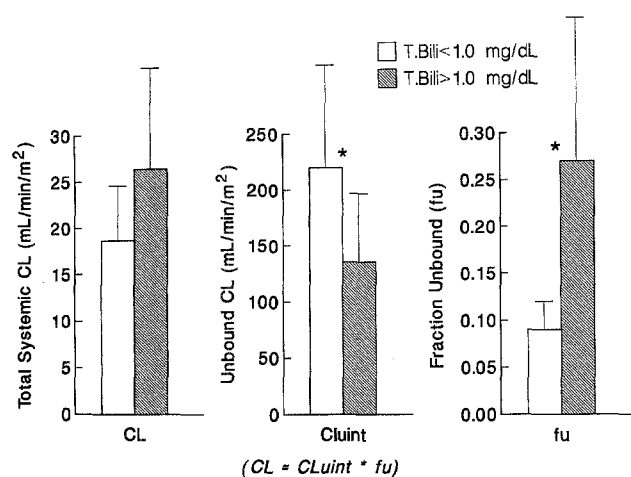 T.Bili<1.0 mg/dL
T.Bili>1.0 mg/dL
Total Systemic CL (mL/min/m²)
30
25
20
15
10
5
0
CL
Unbound CL (mL/min/m²)
250
200
150
100
50
0
*
Cluint
Fraction Unbound (fu)
0.30
0.25
0.20
0.15
0.10
0.05
0.00
*
fu
(CL = CLuint * fu)